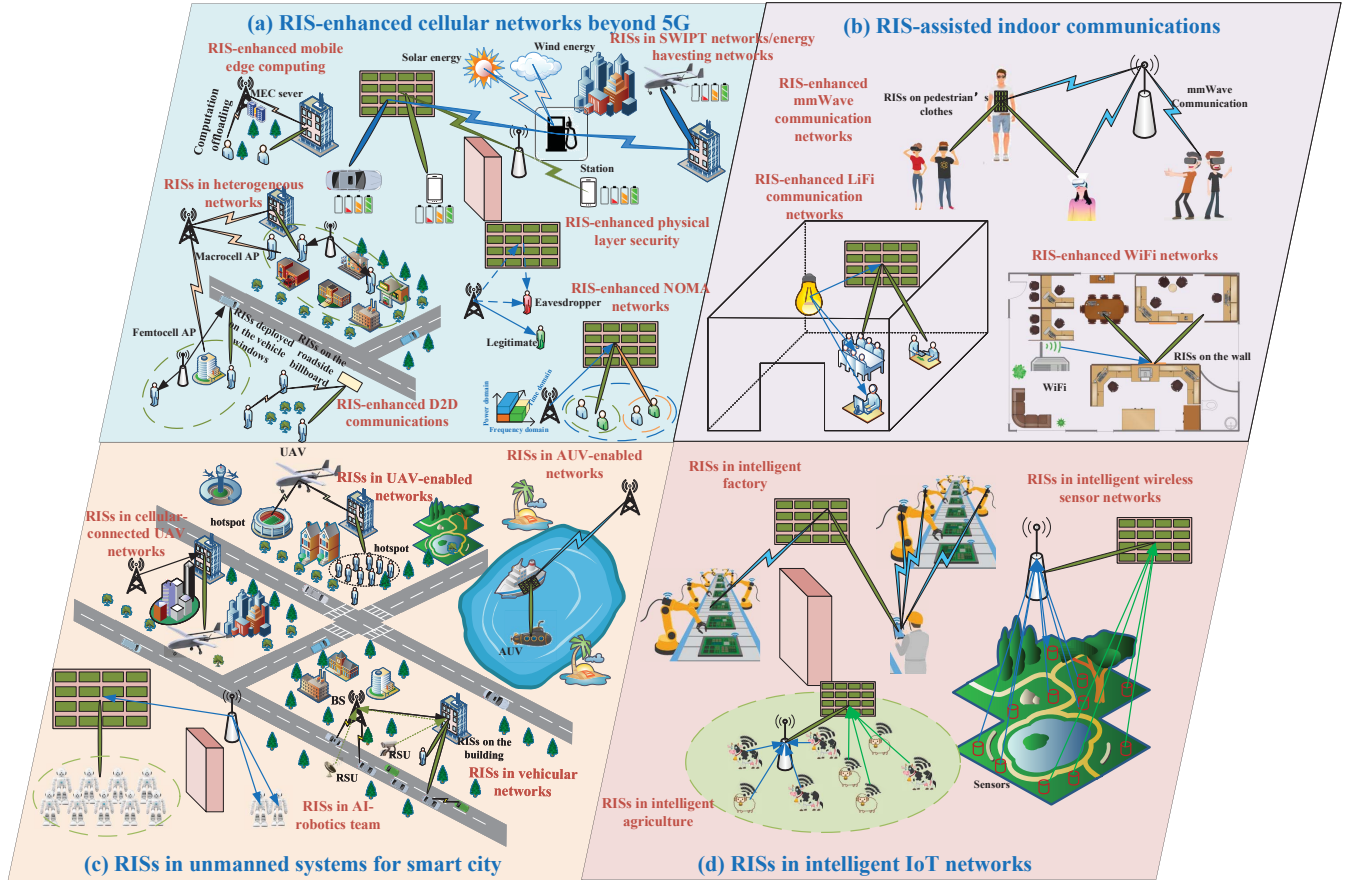 (a) RIS-enhanced cellular networks beyond 5G
RIS-enhanced mobile
edge computing
MEC sever
Computation
offloading
Solar energy
Wind energy
RISs in SWIPT networks/energy
havesting networks
Station
RISs in heterogeneous
networks
Macrocell AP
Femtocell AP
RISs deployed
on the vehicle
windows
RISs on the
roadside
billboard
RIS-enhanced D2D
communications
RIS-enhanced physical
layer security
Eavesdropper
Legitimate
RIS-enhanced NOMA
networks
Power domain
Time domain
Frequency domain
(b) RIS-assisted indoor communications
RIS-enhanced
mmWave
communication
networks
RISs on pedestrian's
clothes
mmWave
Communication
RIS-enhanced LiFi
communication
networks
RIS-enhanced WiFi networks
WiFi
RISs on the wall
UAV
hotspot
RISs in UAV-enabled
networks
hotspot
RISs in cellular-
connected UAV
networks
RISs in AUV-enabled
networks
AUV
BS
RSU
RSU
RISs on the
building
RISs in vehicular
networks
RISs in AI-
robotics team
(c) RISs in unmanned systems for smart city
RISs in intelligent
factory
RISs in intelligent wireless
sensor networks
Sensors
RISs in intelligent
agriculture
(d) RISs in intelligent IoT networks